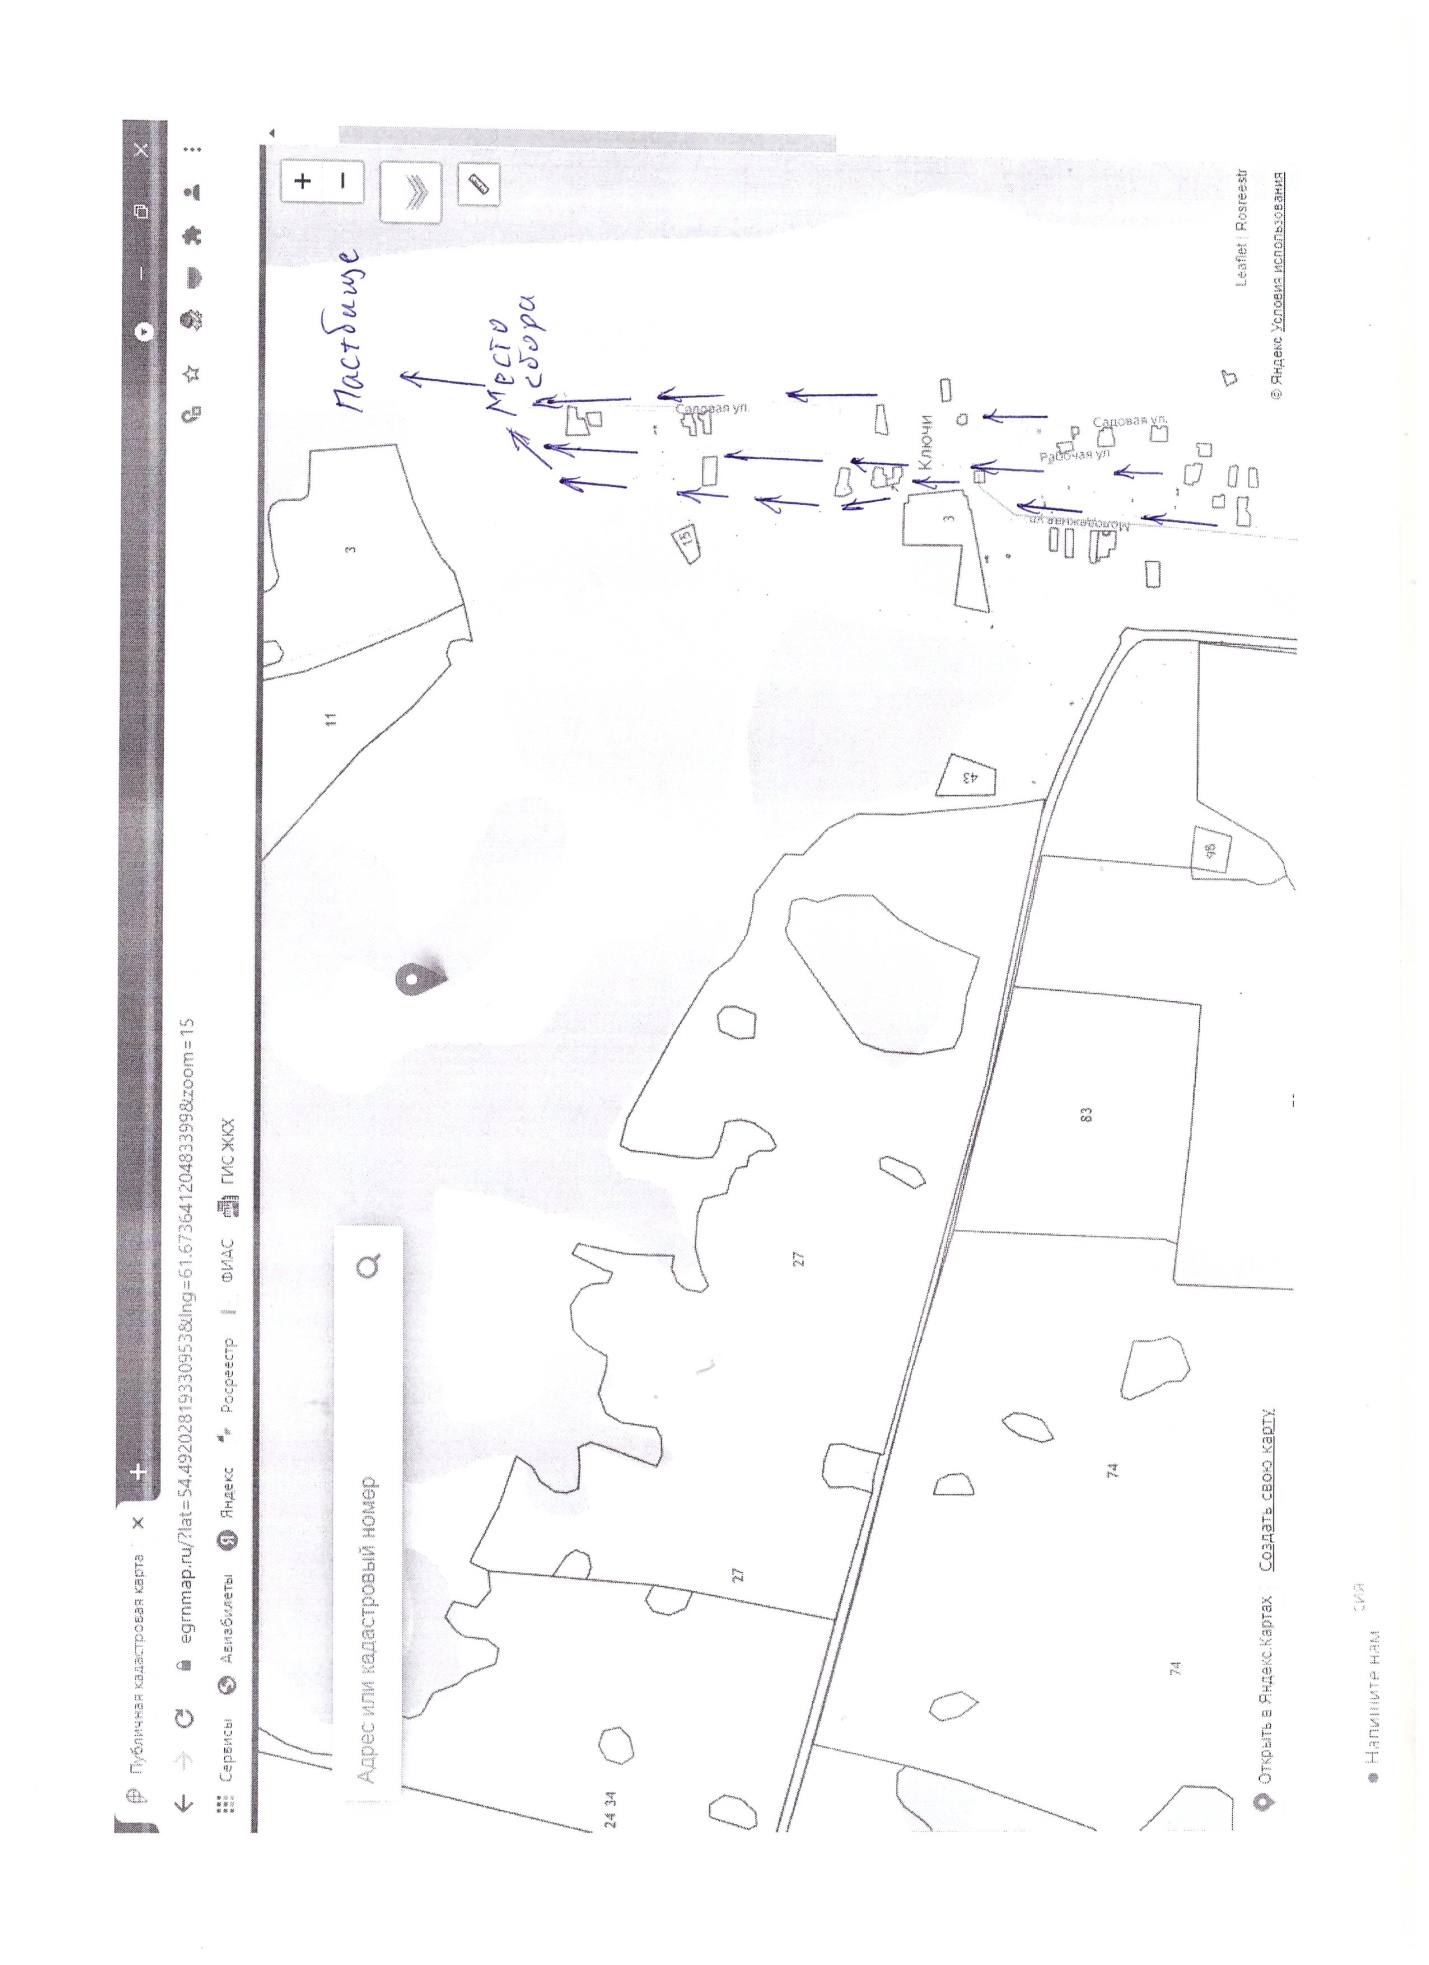 Публичная кадастровая карта
egrnmap.ru/?lat=54.49202819330953&lng=61.67364120483399&zoom=15
Сервисы Авиабилеты Яндекс Росреестр ФИАС ГИС ЖКХ
Адрес или кадастровый номер
+
−
Пастбище
Место
сбора
3
11
15
Садовая ул.
Ключи
3
Садовая ул.
Рабочая ул
Молодежная ул
43
98
27
83
27
74
24 34
74
Leaflet | Rosreestr
Открыть в Яндекс.Картах Создать свою карту
© Яндекс Условия использования
Напишите нам